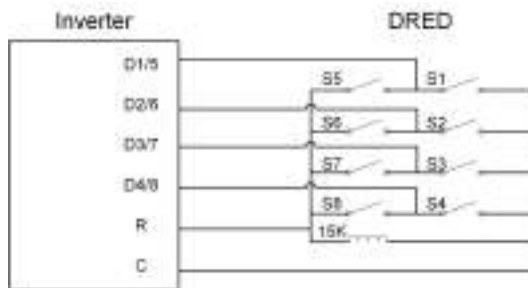 Inverter DRED
D1/5
S5 S1
D2/6
S6 S2
D3/7
S7 S3
D4/8
S8 S4
R 15K
C